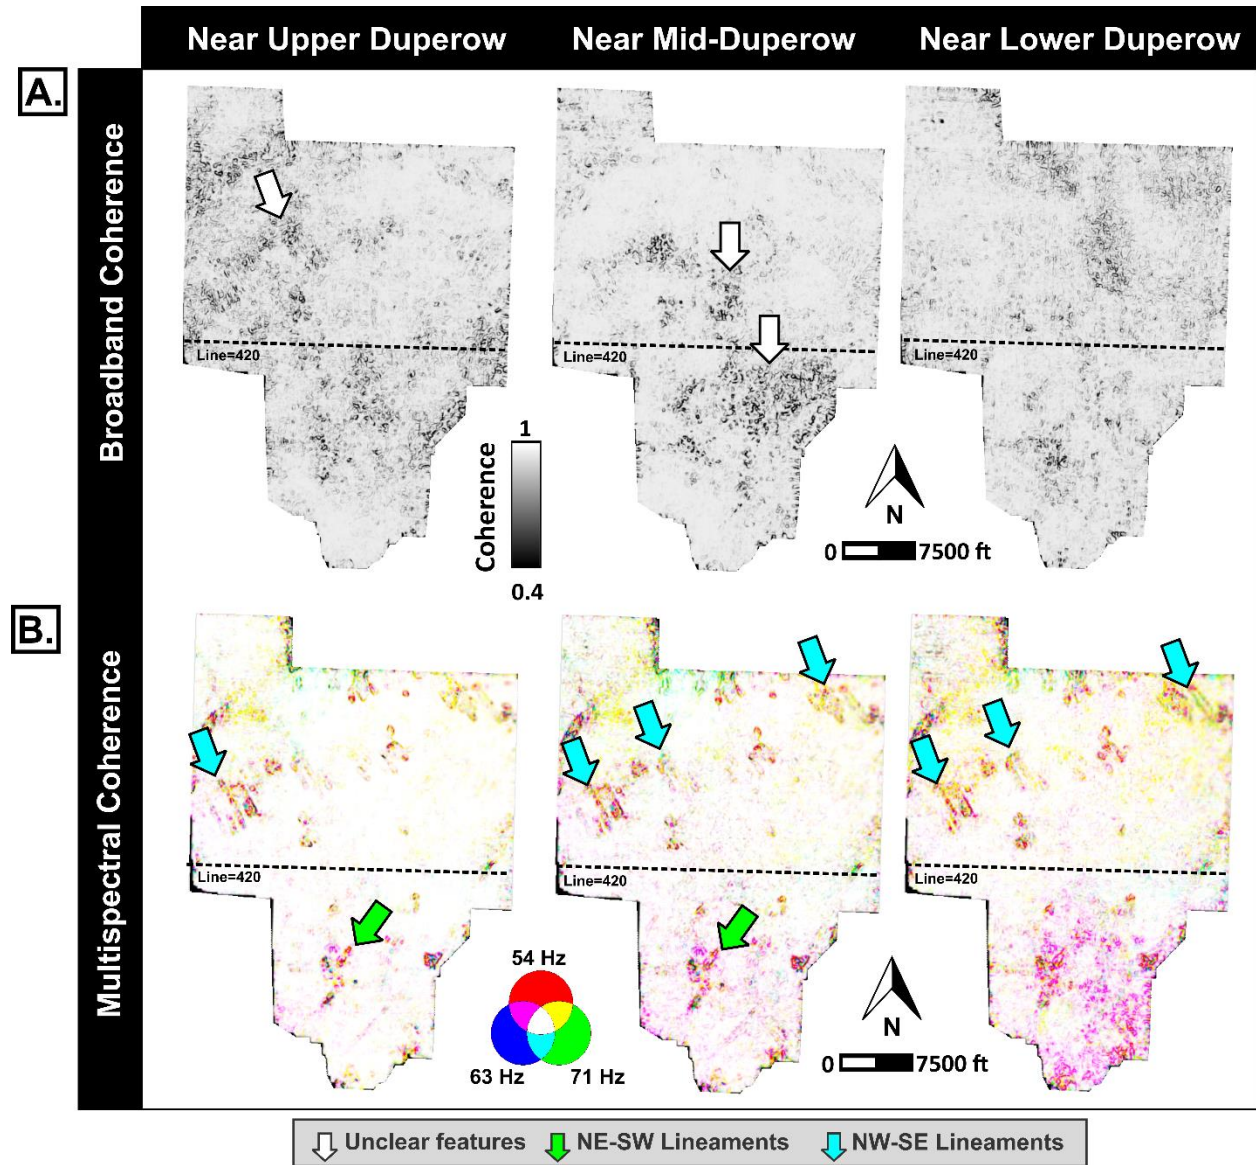 Near Upper Duperow
Near Mid-Duperow
Near Lower Duperow
A.
Broadband Coherence
Line=420
Line=420
Line=420
Coherence
1
0.4
N
0 7500 ft
B.
Multispectral Coherence
Line=420
Line=420
Line=420
54 Hz
63 Hz
71 Hz
N
0 7500 ft
Unclear features
NE-SW Lineaments
NW-SE Lineaments